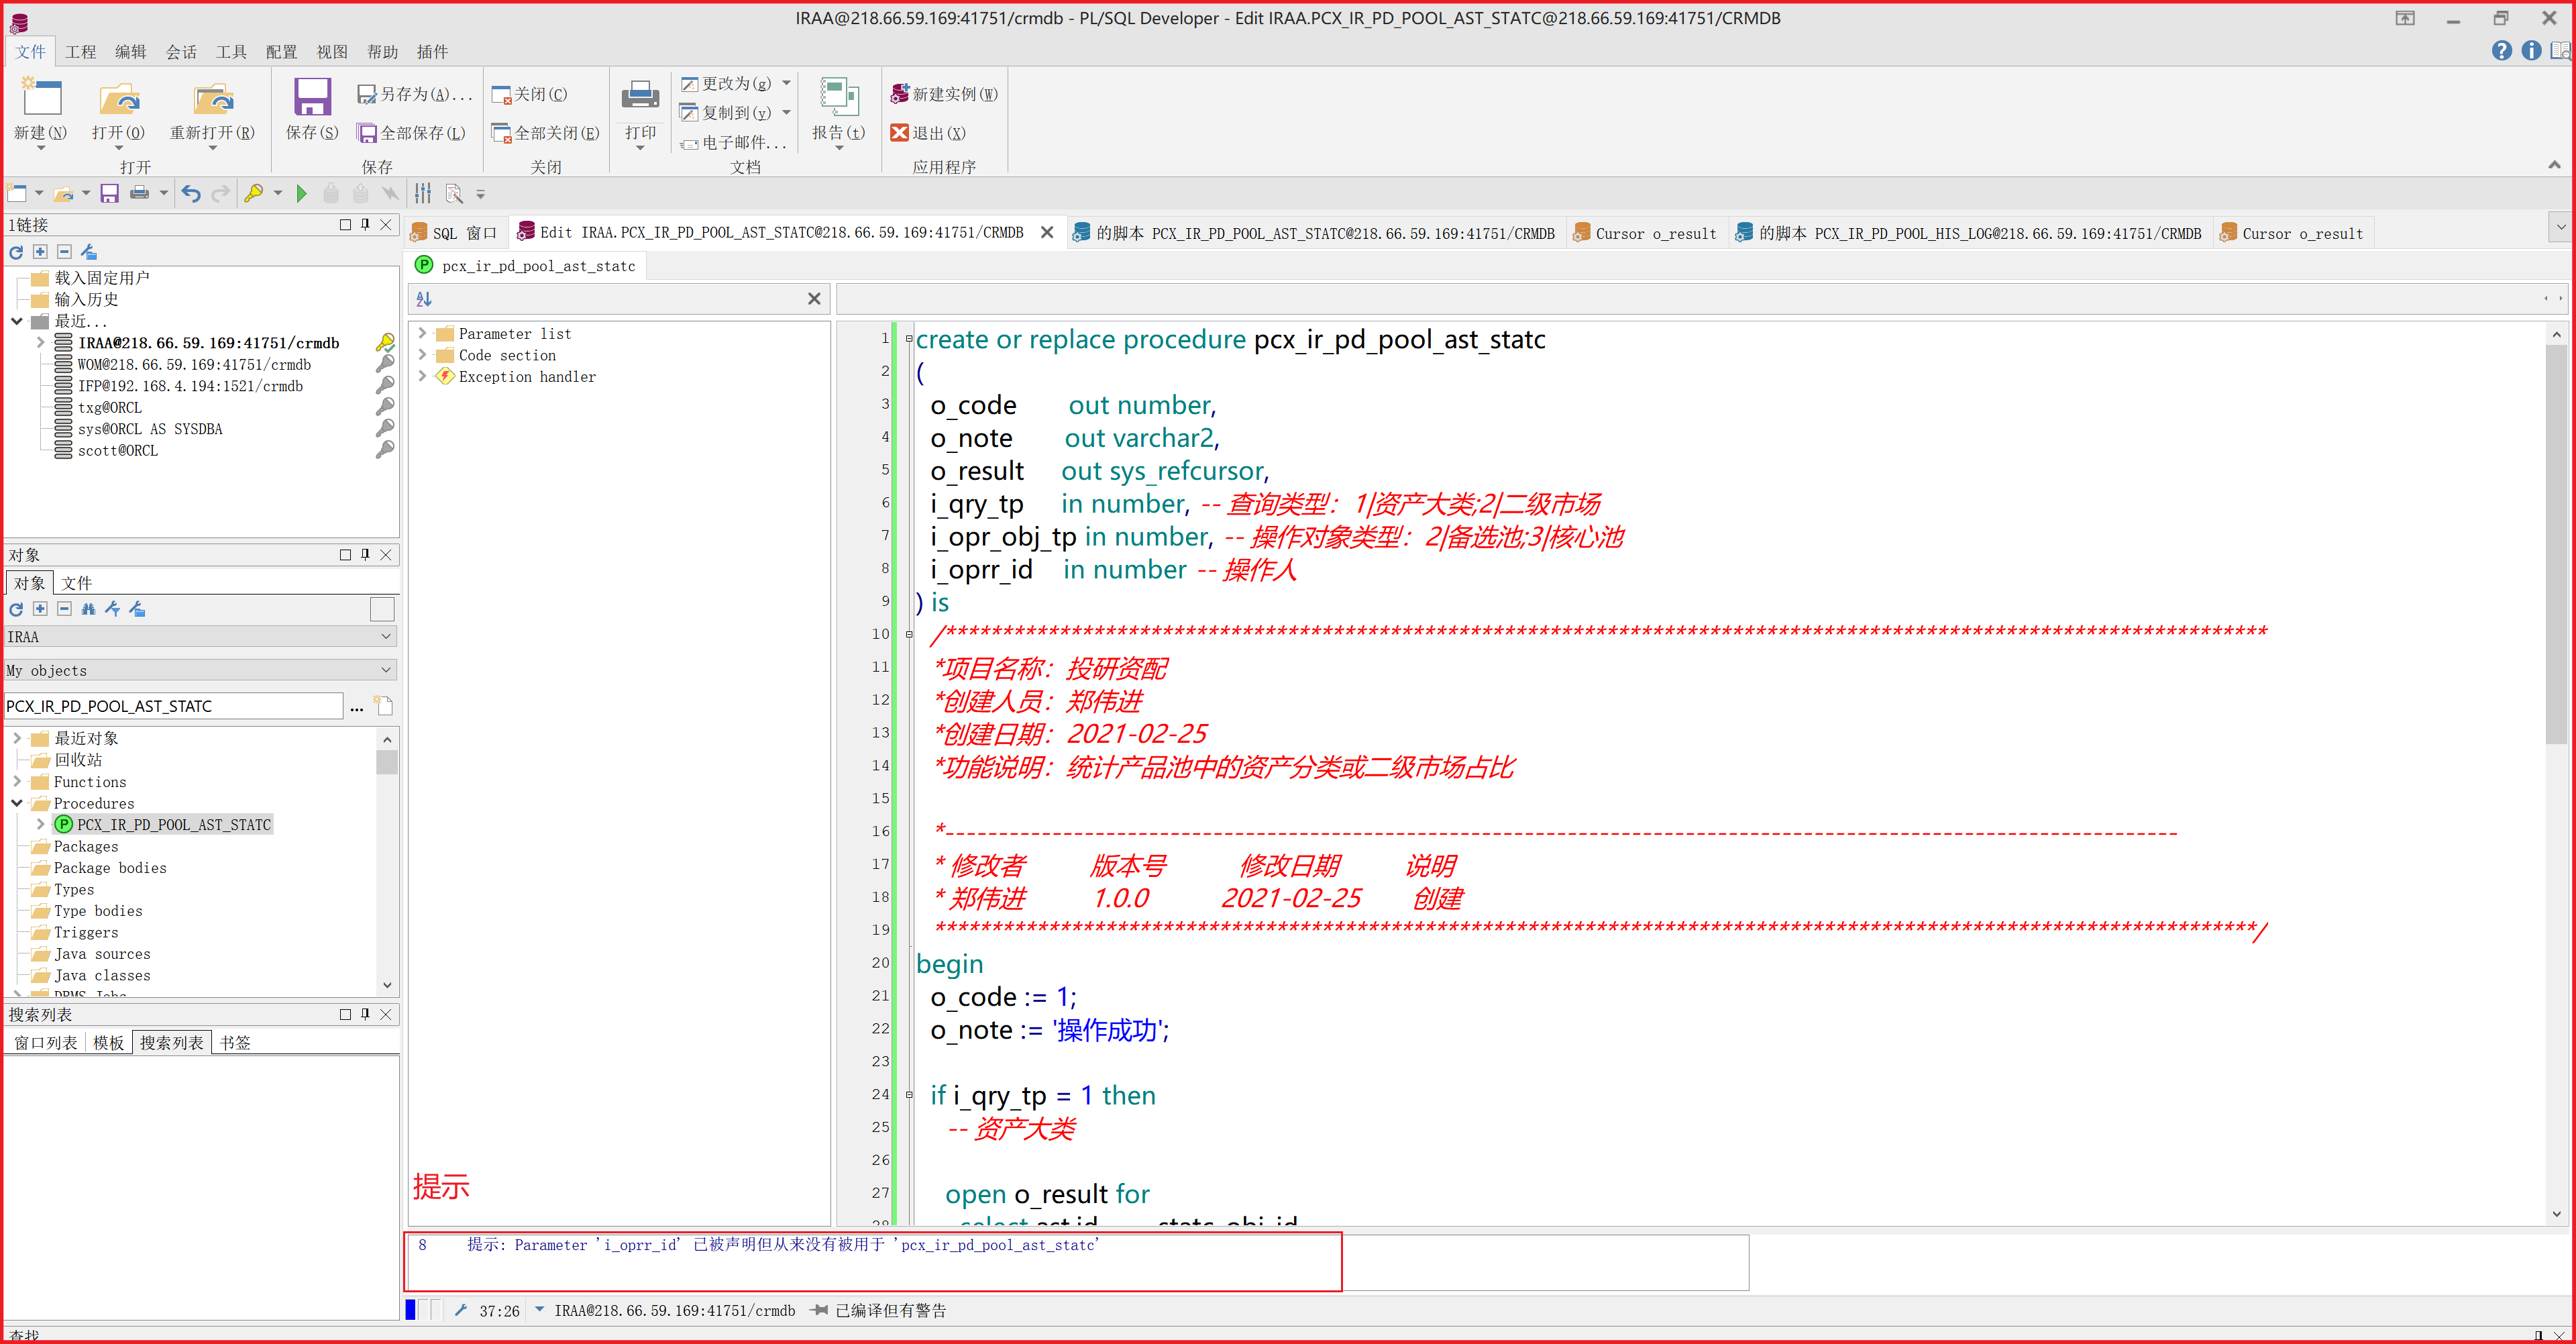 IRAA@218.66.59.169:41751/crmdb - PL/SQL Developer - Edit IRAA.PCX_IR_PD_POOL_AST_STATC@218.66.59.169:41751/CRMDB
文件 工程 编辑 会话 工具 配置 视图 帮助 插件
新建(N) 打开(O) 重新打开(R)
打开
保存(S) 另存为(A)... 全部保存(L)
保存
关闭(C) 全部关闭(E)
关闭
打印 更改为(g) 复制到(y) 电子邮件... 报告(t)
文档
新建实例(W) 退出(X)
应用程序
1链接
载入固定用户
输入历史
最近...
IRAA@218.66.59.169:41751/crmdb
WOM@218.66.59.169:41751/crmdb
IFP@192.168.4.194:1521/crmdb
txg@ORCL
sys@ORCL AS SYSDBA
scott@ORCL
对象
对象 文件
IRAA
My objects
PCX_IR_PD_POOL_AST_STATC ...
最近对象
回收站
Functions
Procedures
PCX_IR_PD_POOL_AST_STATC
Packages
Package bodies
Types
Type bodies
Triggers
Java sources
Java classes
DBMS Jobs
搜索列表
窗口列表 模板 搜索列表 书签
SQL 窗口 Edit IRAA.PCX_IR_PD_POOL_AST_STATC@218.66.59.169:41751/CRMDB 的脚本 PCX_IR_PD_POOL_AST_STATC@218.66.59.169:41751/CRMDB Cursor o_result 的脚本 PCX_IR_PD_POOL_HIS_LOG@218.66.59.169:41751/CRMDB Cursor o_result
pcx_ir_pd_pool_ast_statc
Parameter list
Code section
Exception handler
提示
1 create or replace procedure pcx_ir_pd_pool_ast_statc
2 (
3 o_code out number,
4 o_note out varchar2,
5 o_result out sys_refcursor,
6 i_qry_tp in number, -- 查询类型：1|资产大类;2|二级市场
7 i_opr_obj_tp in number, -- 操作对象类型：2|备选池;3|核心池
8 i_oprr_id in number -- 操作人
9 ) is
10 /******************************************************************************************************************
11 *项目名称：投研资配
12 *创建人员：郑伟进
13 *创建日期：2021-02-25
14 *功能说明：统计产品池中的资产分类或二级市场占比
15
16 *------------------------------------------------------------------------------------------------------------------
17 * 修改者 版本号 修改日期 说明
18 * 郑伟进 1.0.0 2021-02-25 创建
19 ******************************************************************************************************************/
20 begin
21 o_code := 1;
22 o_note := '操作成功';
23
24 if i_qry_tp = 1 then
25 -- 资产大类
26
27 open o_result for
28 select ast.id statc_obj_id
8 提示: Parameter 'i_oprr_id' 已被声明但从来没有被用于 'pcx_ir_pd_pool_ast_statc'
37:26 IRAA@218.66.59.169:41751/crmdb 已编译但有警告
查找